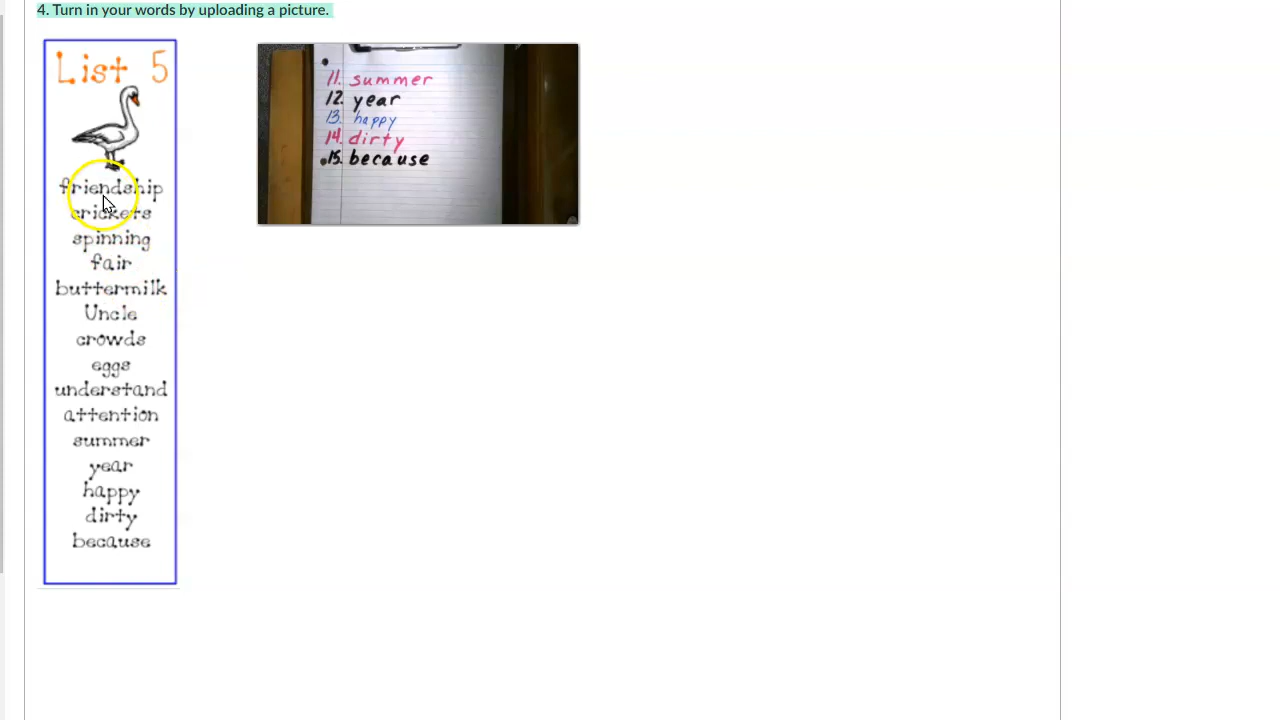 4. Turn in your words by uploading a picture.
List 5
friendship
crickets
spinning
fair
buttermilk
Uncle
crowds
eggs
understand
attention
summer
year
happy
dirty
because
11. summer
12. year
13. happy
14. dirty
15. because